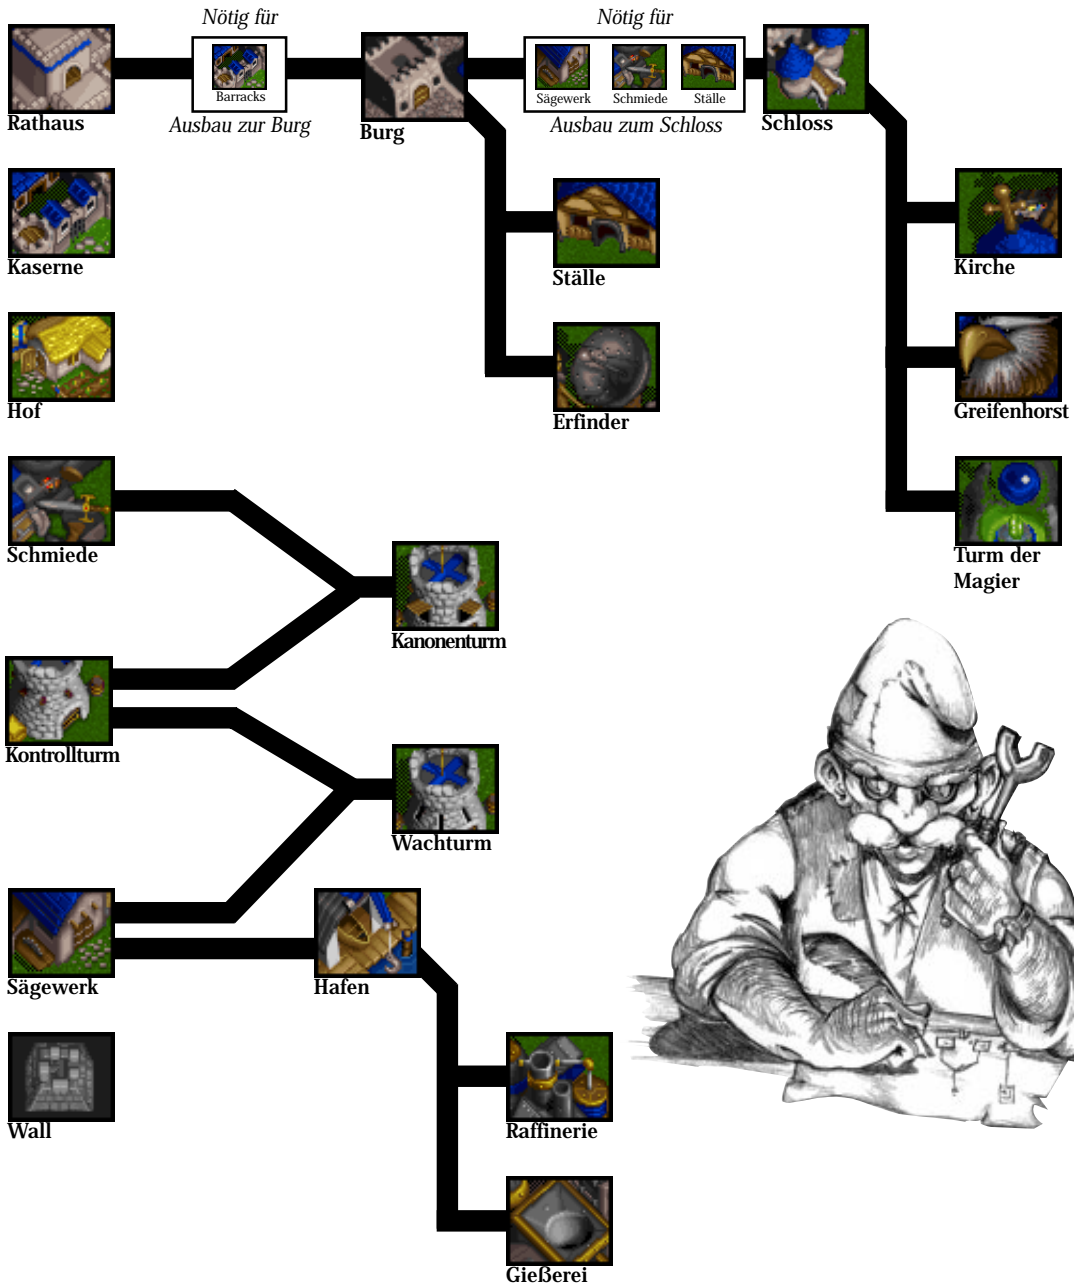 Nötig für
Nötig für
Barracks
Sägewerk
Schmiede
Ställe
Rathaus
Ausbau zur Burg
Burg
Ausbau zum Schloss
Schloss
Kaserne
Ställe
Kirche
Hof
Erfinder
Greifenhorst
Schmiede
Turm der
Magier
Kanonenturm
Kontrollturm
Wachturm
Sägewerk
Hafen
Wall
Raffinerie
Gießerei